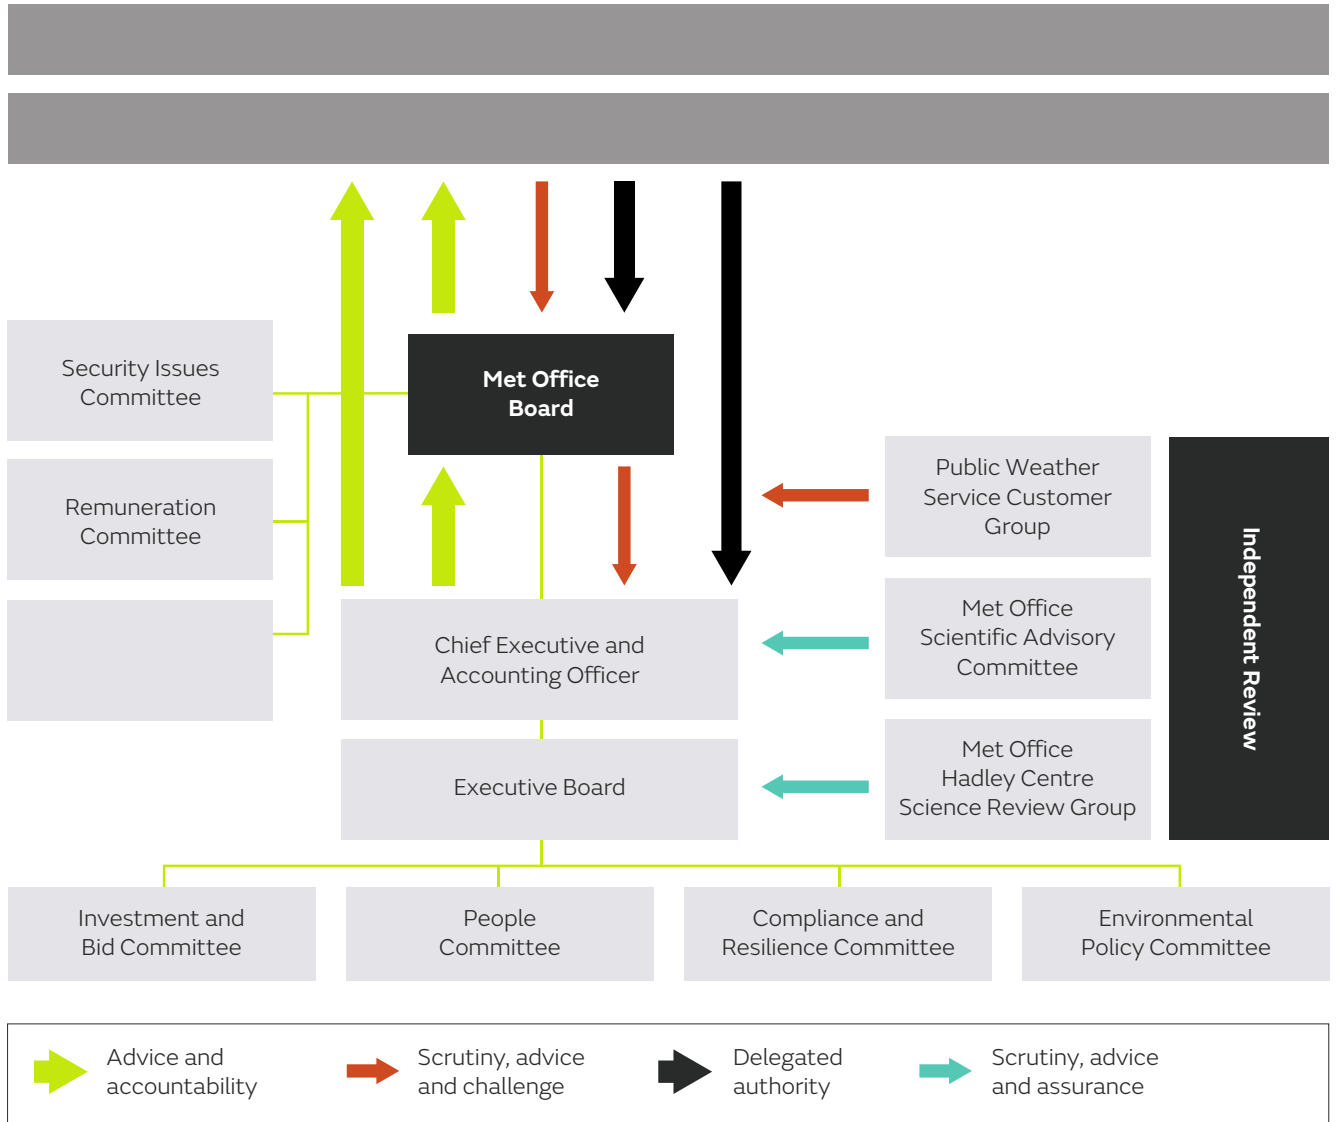 Security Issues
Committee
Met Office
Board
Remuneration
Committee
Public Weather
Service Customer
Group
Chief Executive and
Accounting Officer
Met Office
Scientific Advisory
Committee
Executive Board
Met Office
Hadley Centre
Science Review Group
Independent Review
Investment and
Bid Committee
People
Committee
Compliance and
Resilience Committee
Environmental
Policy Committee
Advice and
accountability
Scrutiny, advice
and challenge
Delegated
authority
Scrutiny, advice
and assurance